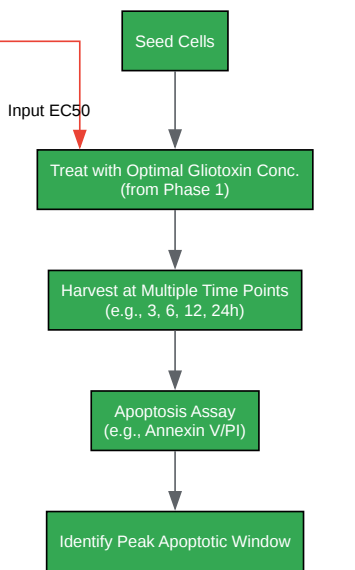 Seed Cells
Input EC50
Treat with Optimal Gliotoxin Conc.
(from Phase 1)
Harvest at Multiple Time Points
(e.g., 3, 6, 12, 24h)
Apoptosis Assay
(e.g., Annexin V/PI)
Identify Peak Apoptotic Window